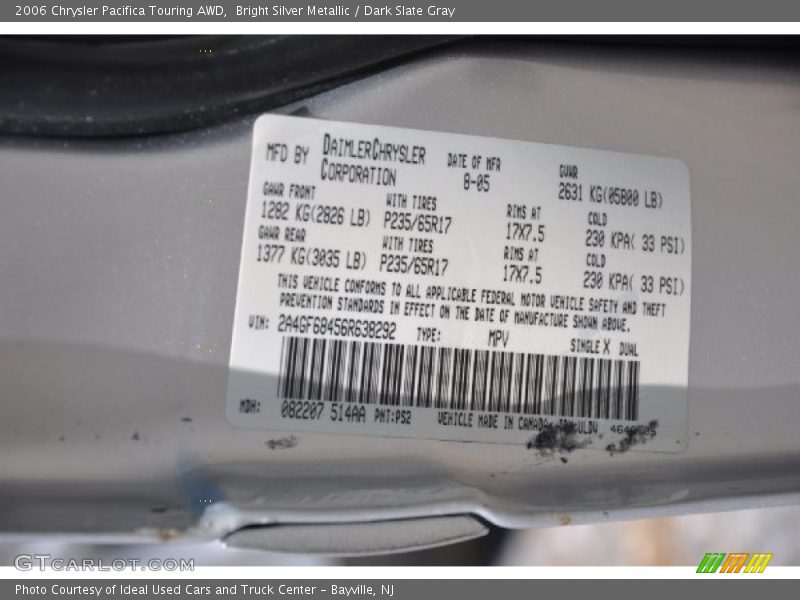 2006 Chrysler Pacifica Touring AWD,  Bright Silver Metallic / Dark Slate Gray
MFD BY DAIMLERCHRYSLER CORPORATION DATE OF MFR 8-05 GVWR 2631 KG(05800 LB)
GAWR FRONT WITH TIRES RIMS AT COLD
1282 KG(2826 LB) P235/65R17 17X7.5 230 KPA( 33 PSI)
GAWR REAR WITH TIRES RIMS AT COLD
1377 KG(3035 LB) P235/65R17 17X7.5 230 KPA( 33 PSI)
THIS VEHICLE CONFORMS TO ALL APPLICABLE FEDERAL MOTOR VEHICLE SAFETY AND THEFT
PREVENTION STANDARDS IN EFFECT ON THE DATE OF MANUFACTURE SHOWN ABOVE.
VIN: 2A4GF68456R638292 TYPE: MPV SINGLE X DUAL
MDH: 082207 514AA PNT:PS2 VEHICLE MADE IN CANADA
GTCARLOT.COM
Photo Courtesy of Ideal Used Cars and Truck Center – Bayville, NJ